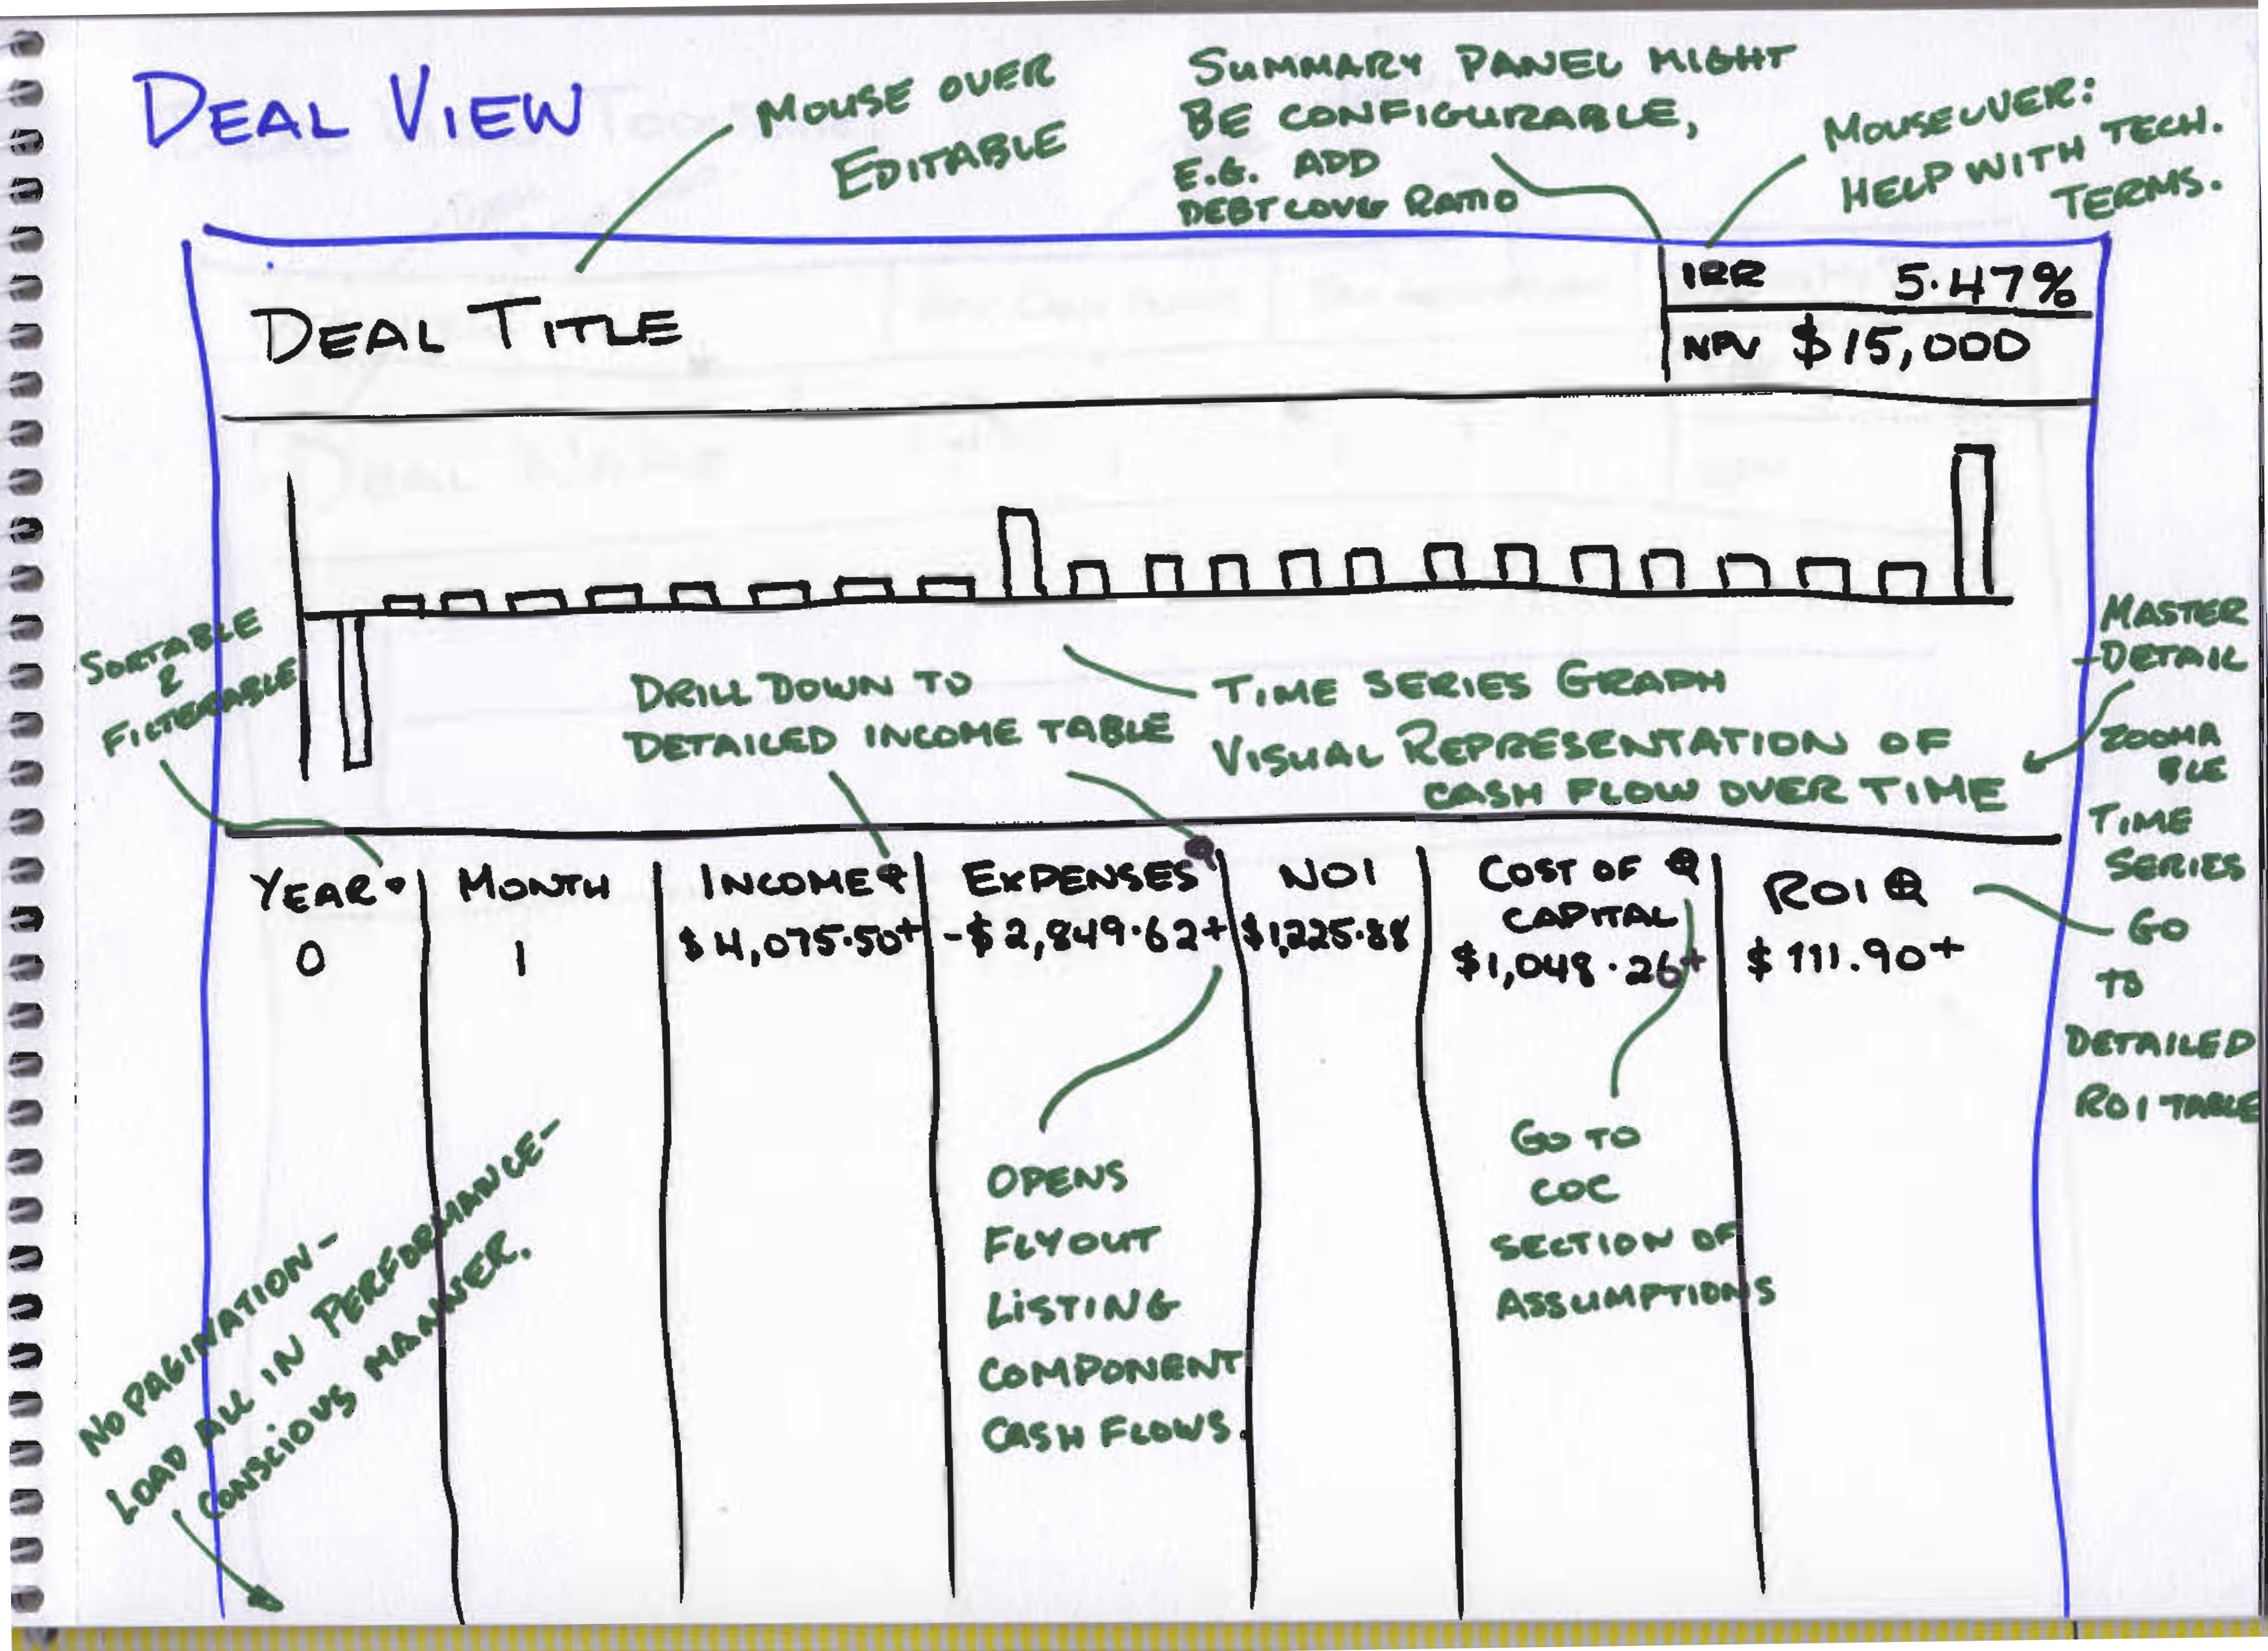 DEAL VIEW
MOUSE OVER
EDITABLE
SUMMARY PANEL MIGHT
BE CONFIGURABLE,
E.G. ADD
DEBT COVG RATIO
MOUSEOVER:
HELP WITH TECH.
TERMS.
DEAL TITLE
IRR 5.47%
NPV $15,000
SORTABLE
&
FILTERABLE
DRILL DOWN TO
DETAILED INCOME TABLE
TIME SERIES GRAPH
VISUAL REPRESENTATION OF
CASH FLOW OVER TIME
MASTER
-DETAIL
ZOOMA
BLE
TIME
SERIES
YEAR MONTH INCOME EXPENSES NOI COST OF CAPITAL ROI
0 1 $4,075.50+ -$2,849.62+ $1,225.88 $1,048.26+ $111.90+
GO
TO
DETAILED
ROI TABLE
OPENS
FLYOUT
LISTING
COMPONENT
CASH FLOWS.
GO TO
COC
SECTION OF
ASSUMPTIONS
NO PAGINATION-
LOAD ALL IN PERFORMANCE-
CONSCIOUS MANNER.